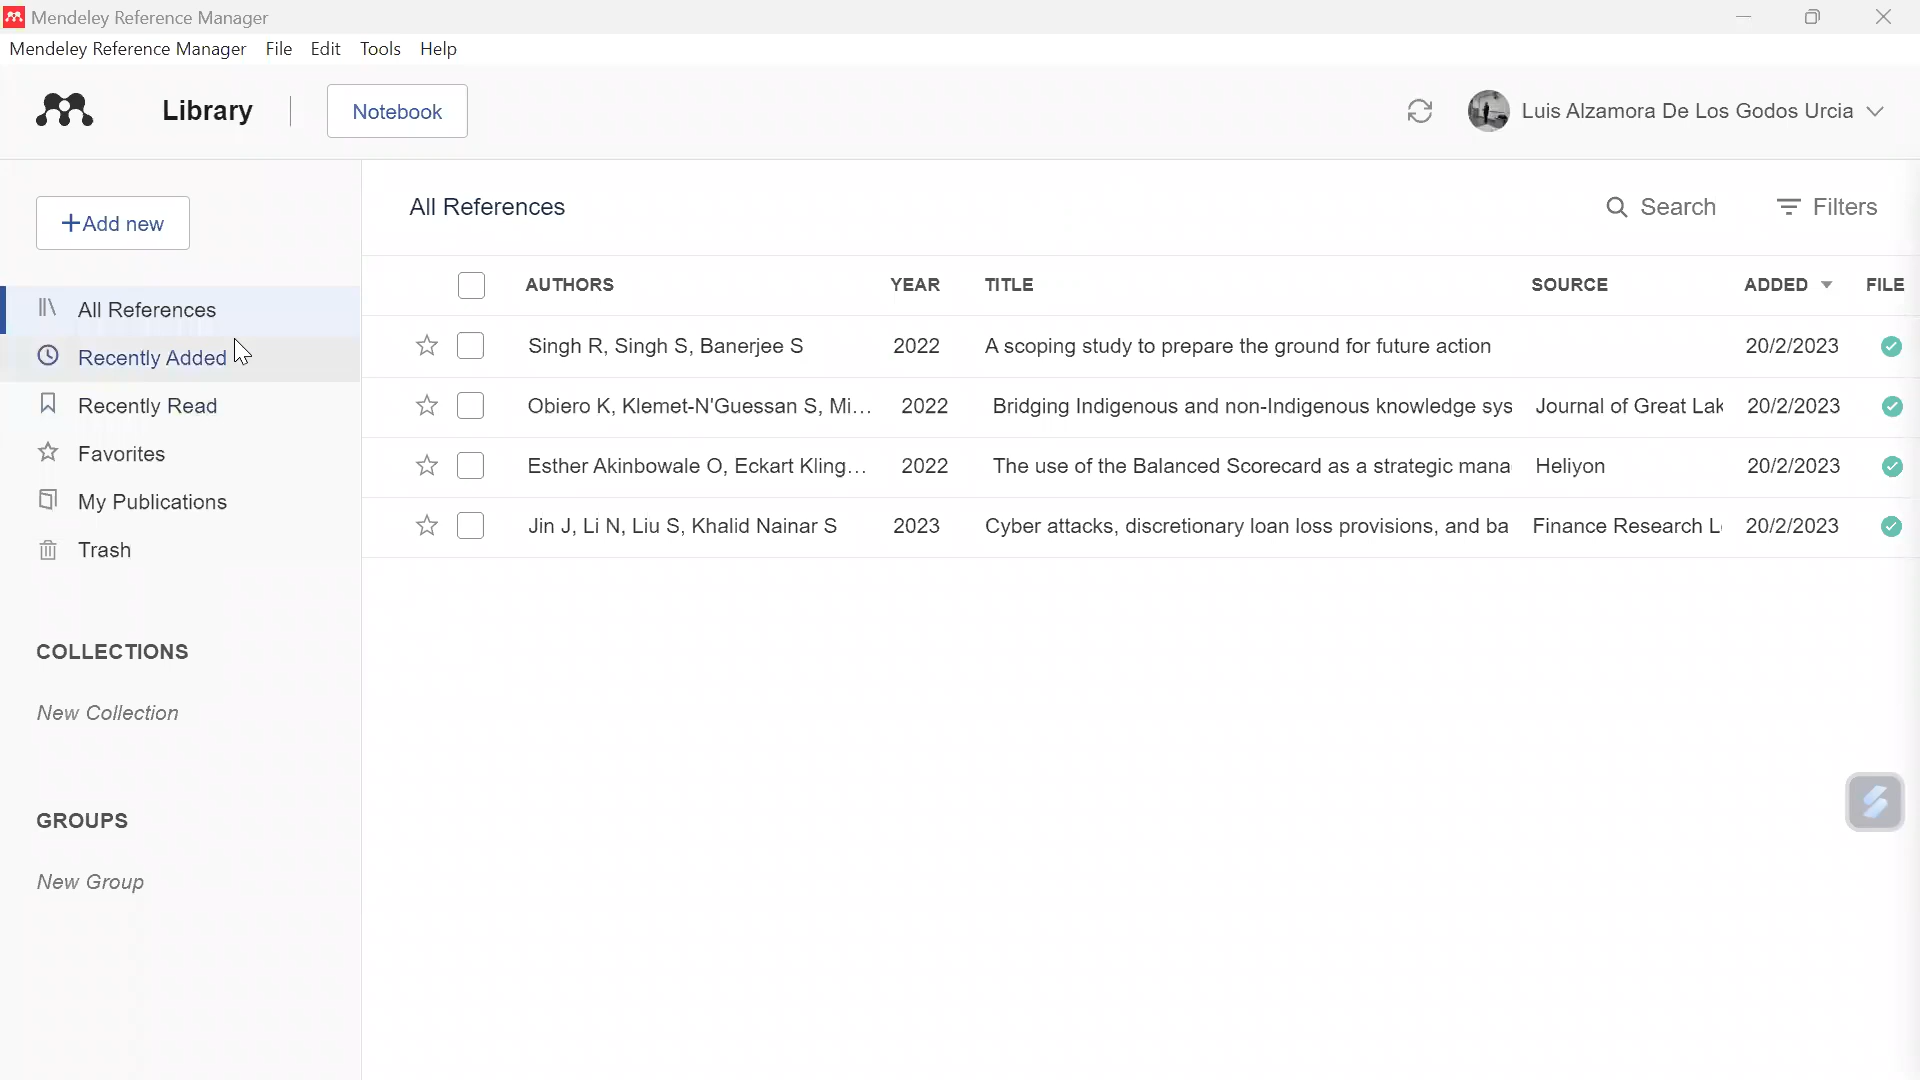 Mendeley Reference Manager
Mendeley Reference Manager File Edit Tools Help
Library Notebook Luis Alzamora De Los Godos Urcia
+Add new
All References Search Filters
All References
Recently Added
Recently Read
Favorites
My Publications
Trash
COLLECTIONS
New Collection
GROUPS
New Group
AUTHORS YEAR TITLE SOURCE ADDED FILE
Singh R, Singh S, Banerjee S 2022 A scoping study to prepare the ground for future action 20/2/2023
Obiero K, Klemet-N'Guessan S, Mi... 2022 Bridging Indigenous and non-Indigenous knowledge sys Journal of Great Lak 20/2/2023
Esther Akinbowale O, Eckart Kling... 2022 The use of the Balanced Scorecard as a strategic mana Heliyon 20/2/2023
Jin J, Li N, Liu S, Khalid Nainar S 2023 Cyber attacks, discretionary loan loss provisions, and ba Finance Research L 20/2/2023